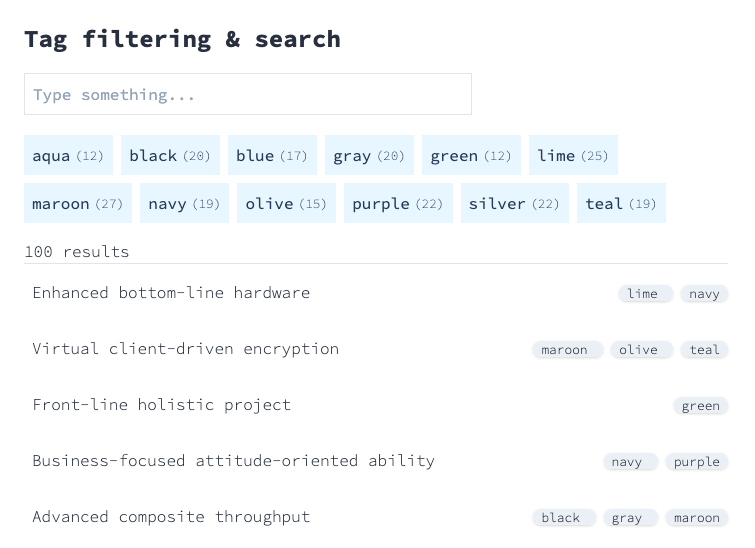 Tag filtering & search
Type something...
aqua (12) black (20) blue (17) gray (20) green (12) lime (25)
maroon (27) navy (19) olive (15) purple (22) silver (22) teal (19)
100 results
Enhanced bottom-line hardware lime navy
Virtual client-driven encryption maroon olive teal
Front-line holistic project green
Business-focused attitude-oriented ability navy purple
Advanced composite throughput black gray maroon